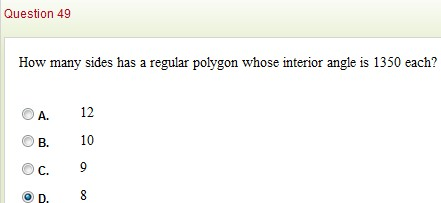 Question 49
How many sides has a regular polygon whose interior angle is 1350 each?
A. 12
B. 10
C. 9
D. 8